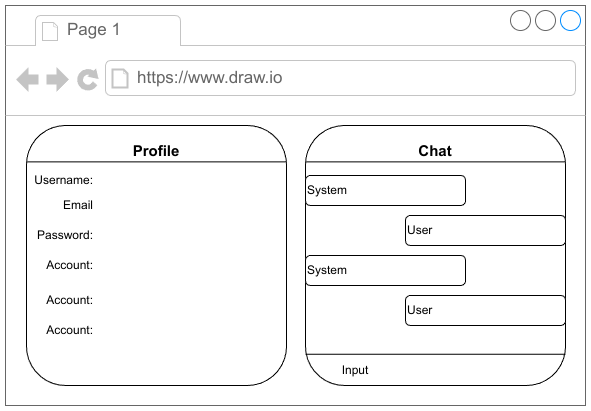 Page 1
https://www.draw.io
Profile
Username:
Email
Password:
Account:
Account:
Account:
Chat
System
User
System
User
Input